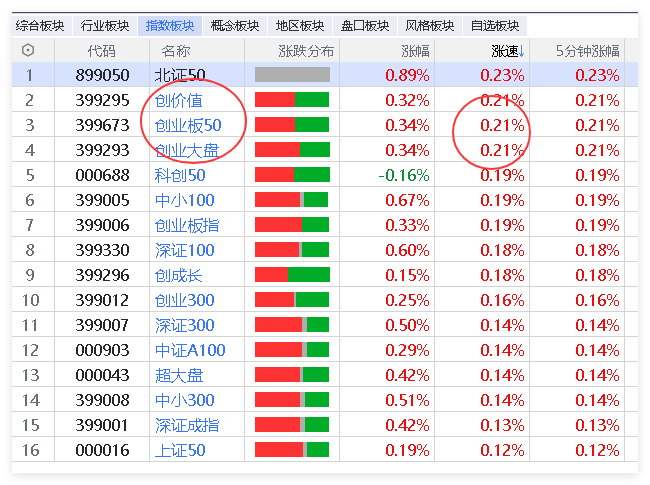 综合板块 行业板块 指数板块 概念板块 地区板块 盘口板块 风格板块 自选板块
代码 名称 涨跌分布 涨幅 涨速↓ 5分钟涨幅
1 899050 北证50 0.89% 0.23% 0.23%
2 399295 创价值 0.32% 0.21% 0.21%
3 399673 创业板50 0.34% 0.21% 0.21%
4 399293 创业大盘 0.34% 0.21% 0.21%
5 000688 科创50 -0.16% 0.19% 0.19%
6 399005 中小100 0.67% 0.19% 0.19%
7 399006 创业板指 0.33% 0.19% 0.19%
8 399330 深证100 0.60% 0.18% 0.18%
9 399296 创成长 0.15% 0.18% 0.18%
10 399012 创业300 0.25% 0.16% 0.16%
11 399007 深证300 0.50% 0.14% 0.14%
12 000903 中证A100 0.29% 0.14% 0.14%
13 000043 超大盘 0.42% 0.14% 0.14%
14 399008 中小300 0.51% 0.14% 0.14%
15 399001 深证成指 0.42% 0.13% 0.13%
16 000016 上证50 0.19% 0.12% 0.12%